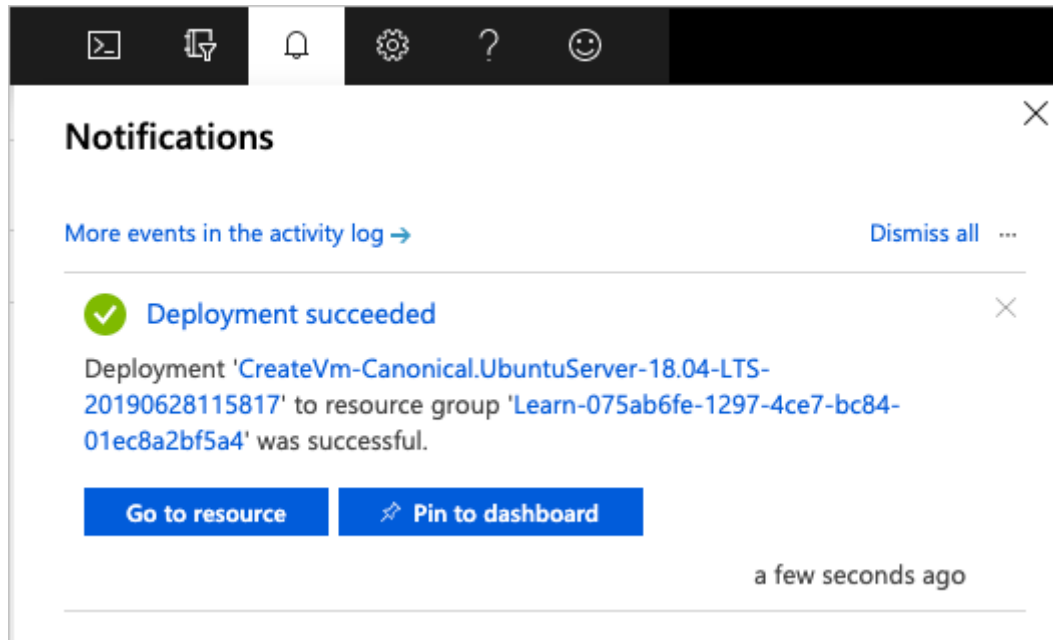 Notifications
More events in the activity log → Dismiss all ...
Deployment succeeded
Deployment 'CreateVm-Canonical.UbuntuServer-18.04-LTS-
20190628115817' to resource group 'Learn-075ab6fe-1297-4ce7-bc84-
01ec8a2bf5a4' was successful.
Go to resource Pin to dashboard
a few seconds ago